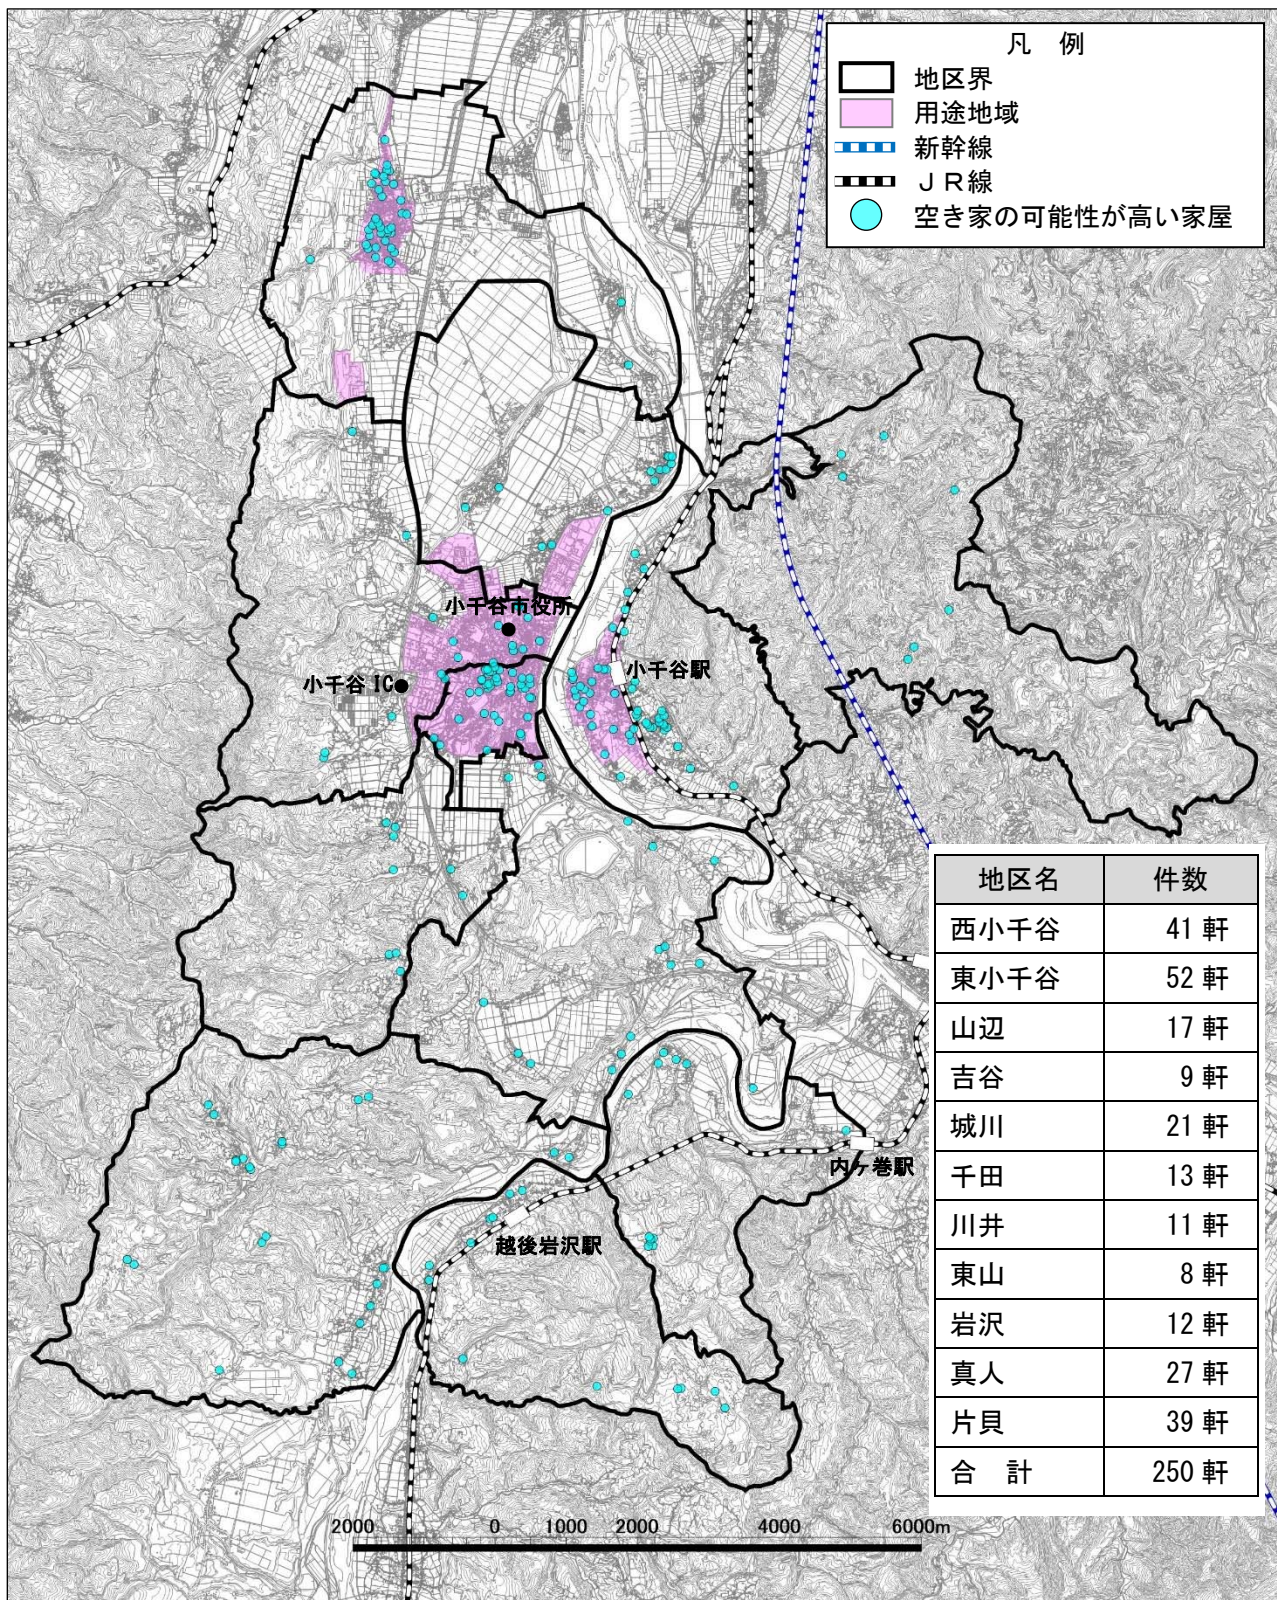 凡 例
地区界
用途地域
新幹線
JR線
空き家の可能性が高い家屋
小千谷市役所
小千谷駅
小千谷 IC
地区名 件数
西小千谷 41 軒
東小千谷 52 軒
山辺 17 軒
吉谷 9 軒
城川 21 軒
千田 13 軒
川井 11 軒
東山 8 軒
岩沢 12 軒
真人 27 軒
片貝 39 軒
合 計 250 軒
内ヶ巻駅
越後岩沢駅
2000 0 1000 2000 4000 6000m